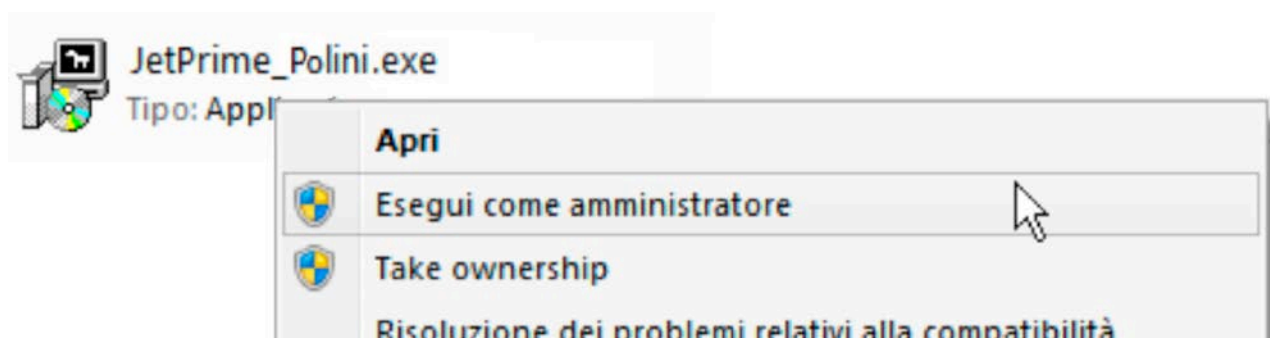 JetPrime_Polini.exe
Tipo: Appl
Apri
Esegui come amministratore
Take ownership
Risoluzione dei problemi relativi alla compatibilità